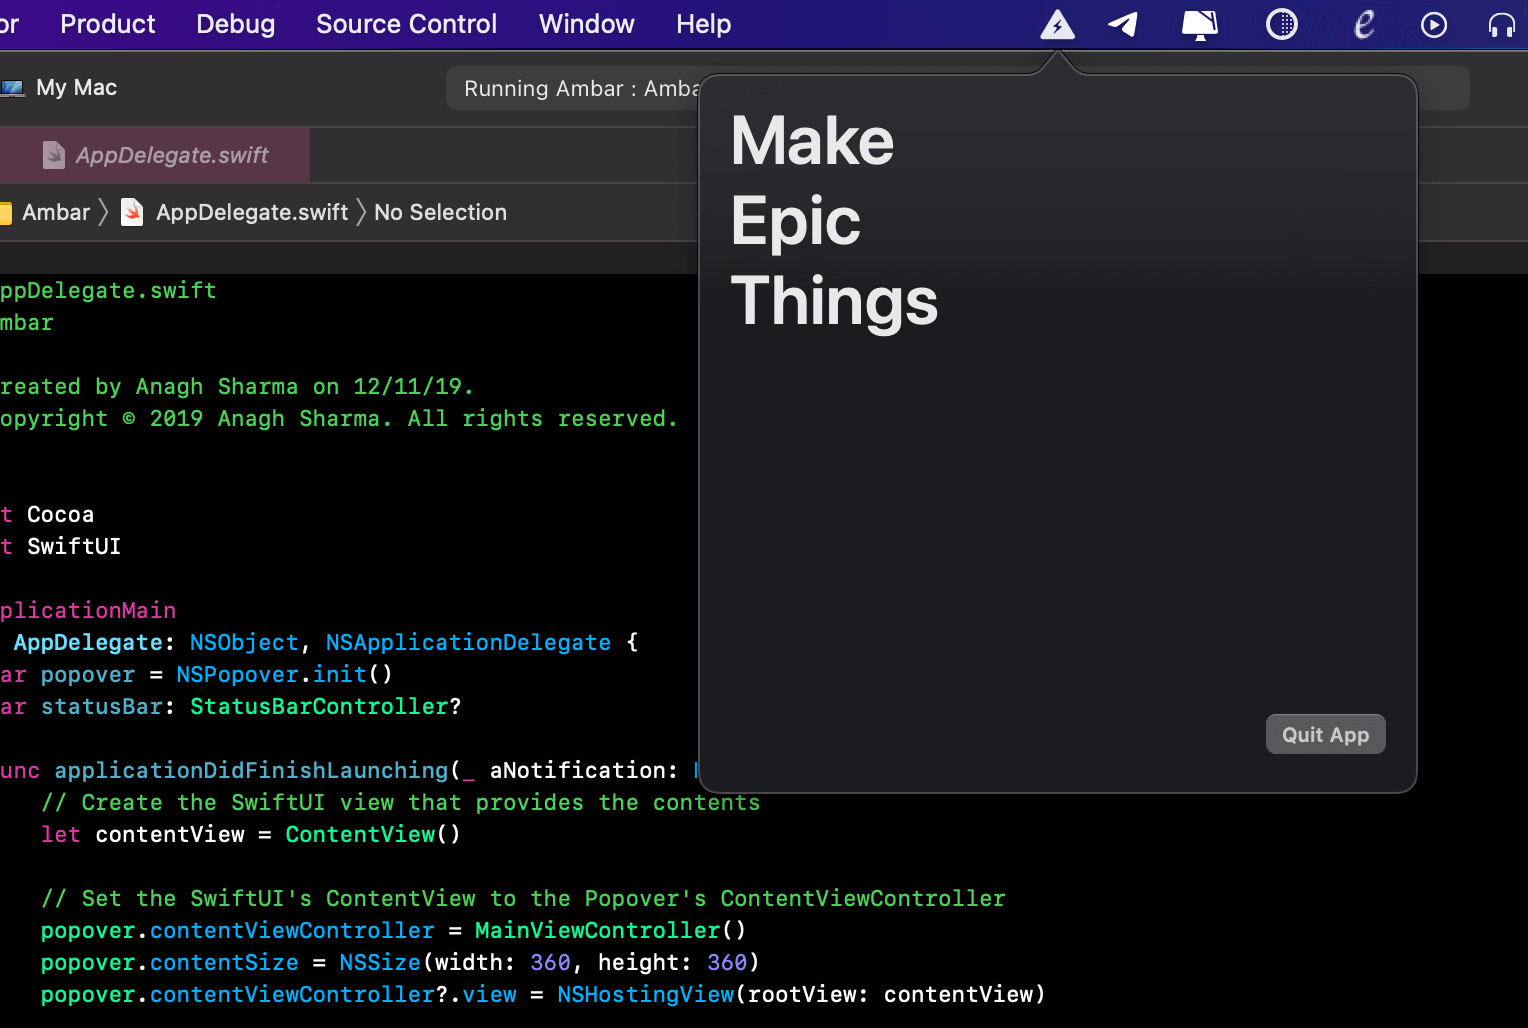 or Product Debug Source Control Window Help
My Mac
Running Ambar : Amba
AppDelegate.swift
Ambar AppDelegate.swift No Selection
Make
Epic
Things
Quit App
ppDelegate.swift
mbar
reated by Anagh Sharma on 12/11/19.
opyright © 2019 Anagh Sharma. All rights reserved.
t Cocoa
t SwiftUI
plicationMain
AppDelegate: NSObject, NSApplicationDelegate {
ar popover = NSPopover.init()
ar statusBar: StatusBarController?
unc applicationDidFinishLaunching(_ aNotification:
// Create the SwiftUI view that provides the contents
let contentView = ContentView()
// Set the SwiftUI's ContentView to the Popover's ContentViewController
popover.contentViewController = MainViewController()
popover.contentSize = NSSize(width: 360, height: 360)
popover.contentViewController?.view = NSHostingView(rootView: contentView)